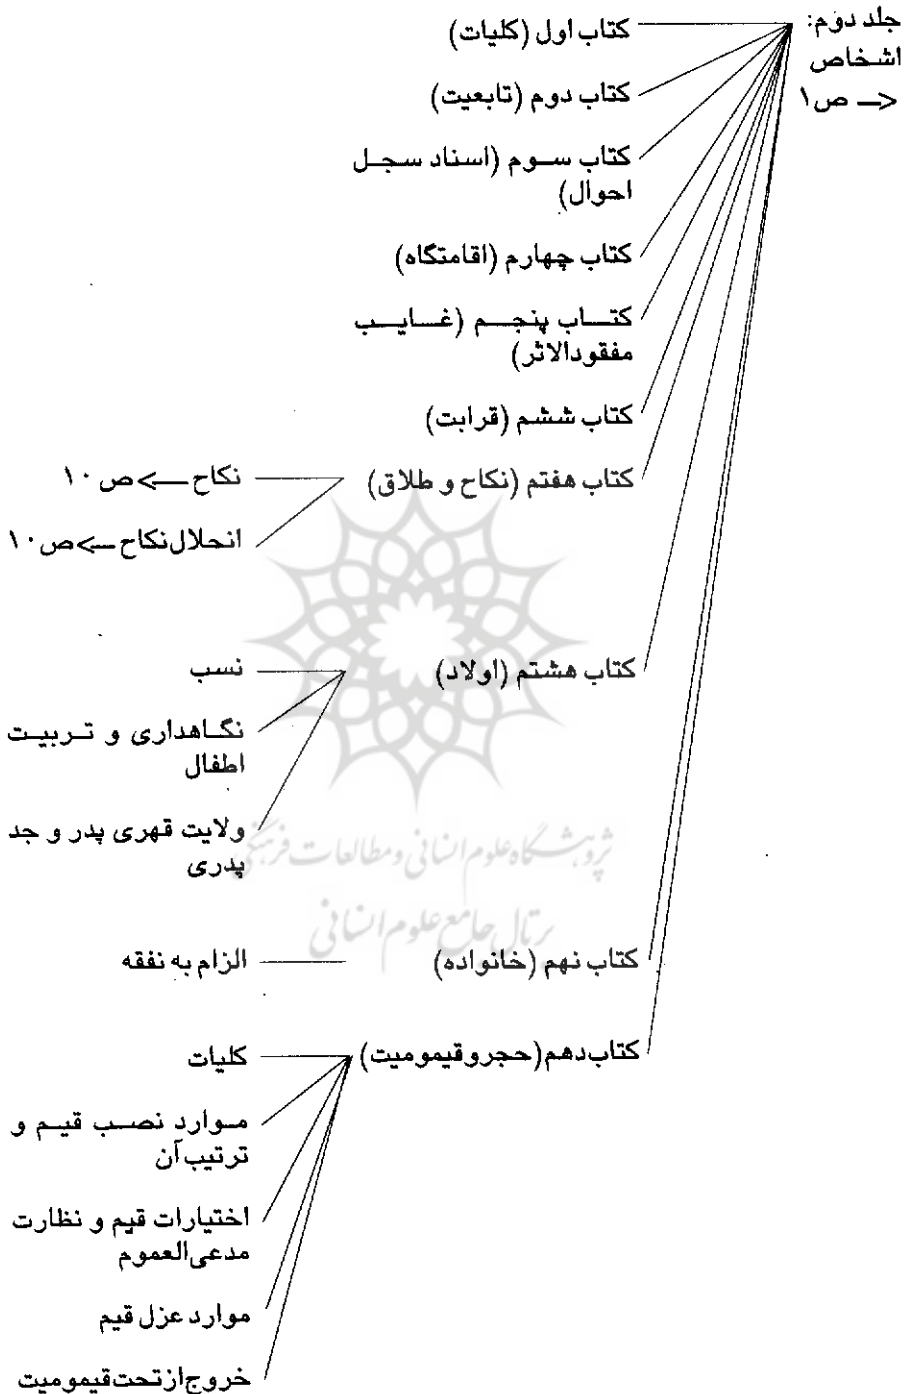 جلد دوم:
اشخاص
<— ص۱
کتاب اول (کلیات)
کتاب دوم (تابعیت)
کتاب سوم (اسناد سجل
احوال)
کتاب چهارم (اقامتگاه)
کتاب پنجم (غایب
مفقودالاثر)
کتاب ششم (قرابت)
کتاب هفتم (نکاح و طلاق)
نکاح —> ص ۱۰
انحلال نکاح —> ص ۱۰
کتاب هشتم (اولاد)
نسب
نگاهداری و تربیت
اطفال
ولایت قهری پدر و جد
پدری
پژوهشگاه علوم انسانی و مطالعات فرهنگی
پرتال جامع علوم انسانی
کتاب نهم (خانواده)
الزام به نفقه
کتاب دهم (حجر و قیمومیت)
کلیات
موارد نصب قیم و
ترتیب آن
اختیارات قیم و نظارت
مدعی‌العموم
موارد عزل قیم
خروج از تحت قیمومیت